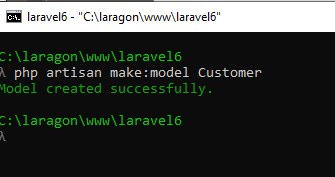 laravel6 - "C:\laragon\www\laravel6"
C:\laragon\www\laravel6
λ php artisan make:model Customer
Model created successfully.
C:\laragon\www\laravel6
λ